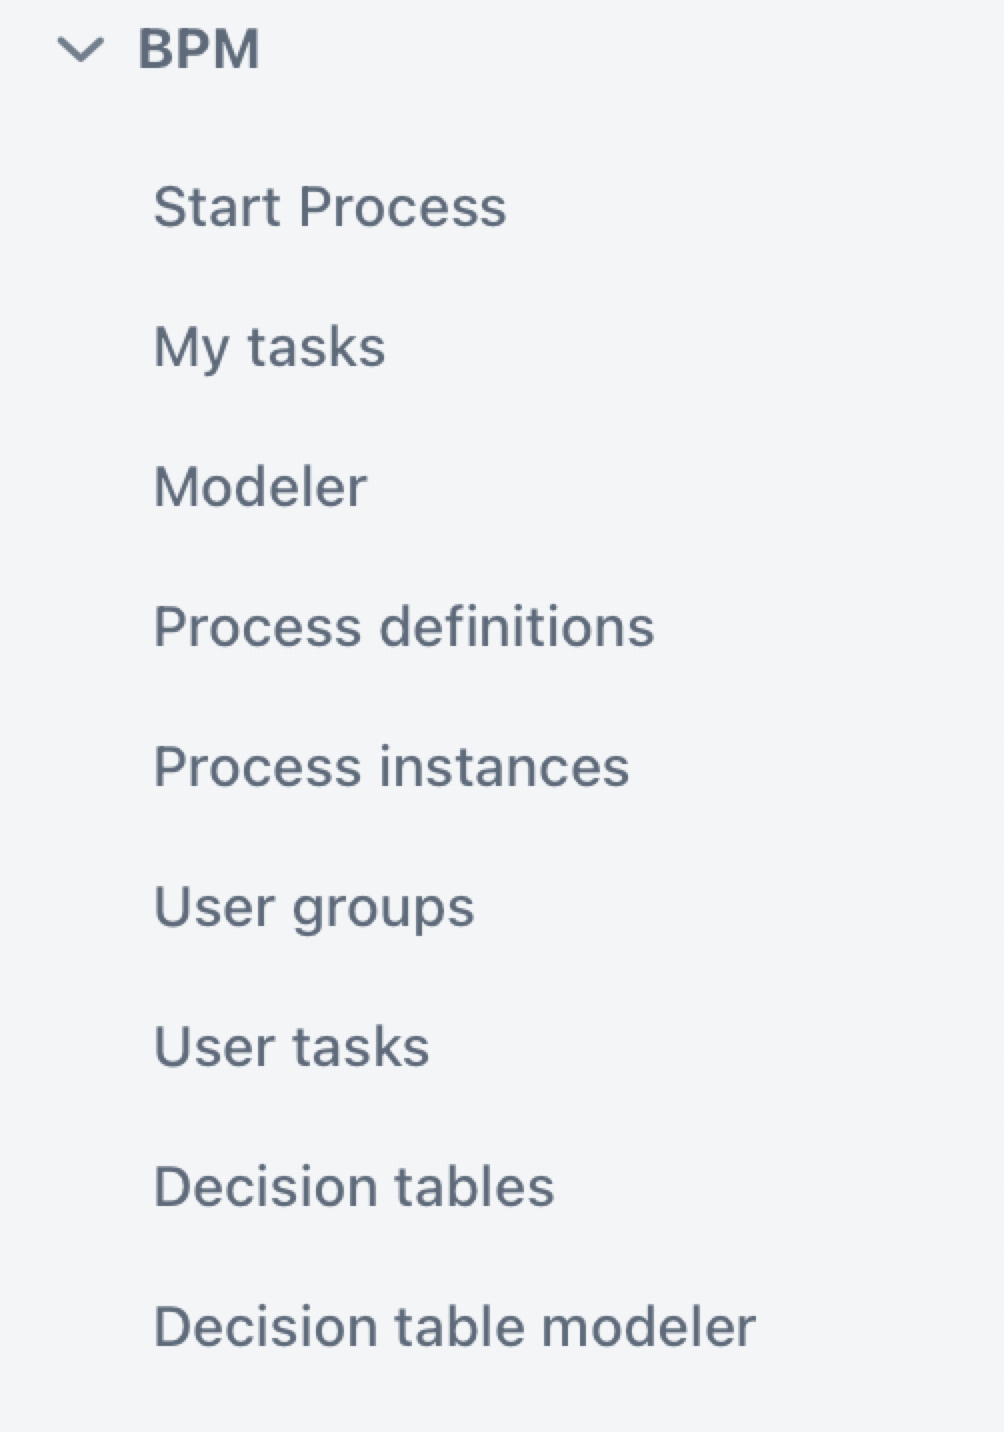 BPM
Start Process
My tasks
Modeler
Process definitions
Process instances
User groups
User tasks
Decision tables
Decision table modeler